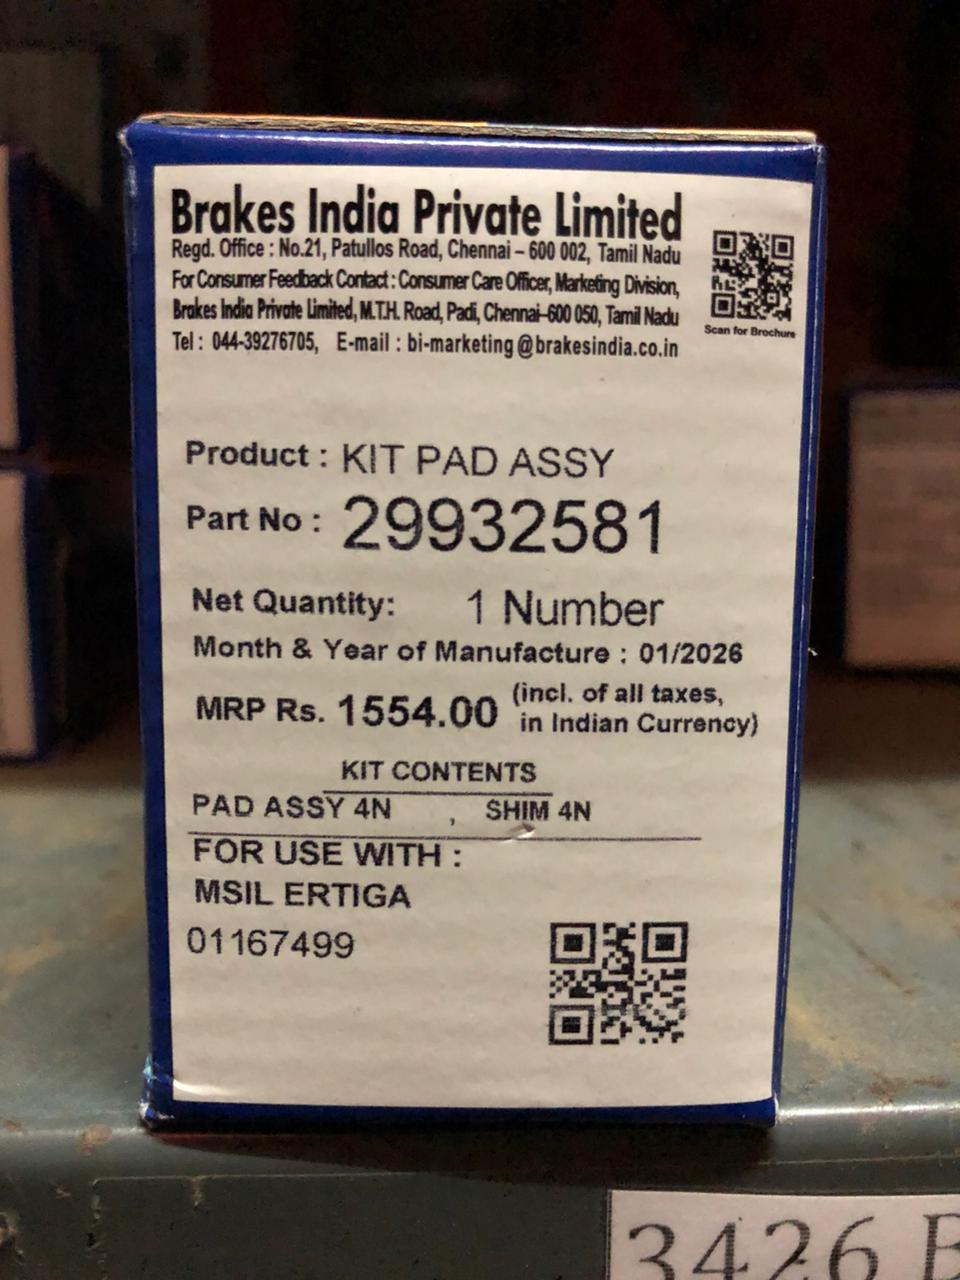 Brakes India Private Limited
Regd. Office : No.21, Patullos Road, Chennai – 600 002, Tamil Nadu
For Consumer Feedback Contact : Consumer Care Officer, Marketing Division,
Brakes India Private Limited, M.T.H. Road, Padi, Chennai–600 050, Tamil Nadu
Tel : 044-39276705, E-mail : bi-marketing@brakesindia.co.in
Scan for Brochure
Product : KIT PAD ASSY
Part No : 29932581
Net Quantity: 1 Number
Month & Year of Manufacture : 01/2026
MRP Rs. 1554.00 (incl. of all taxes,
in Indian Currency)
KIT CONTENTS
PAD ASSY 4N , SHIM 4N
FOR USE WITH :
MSIL ERTIGA
01167499
3426 B